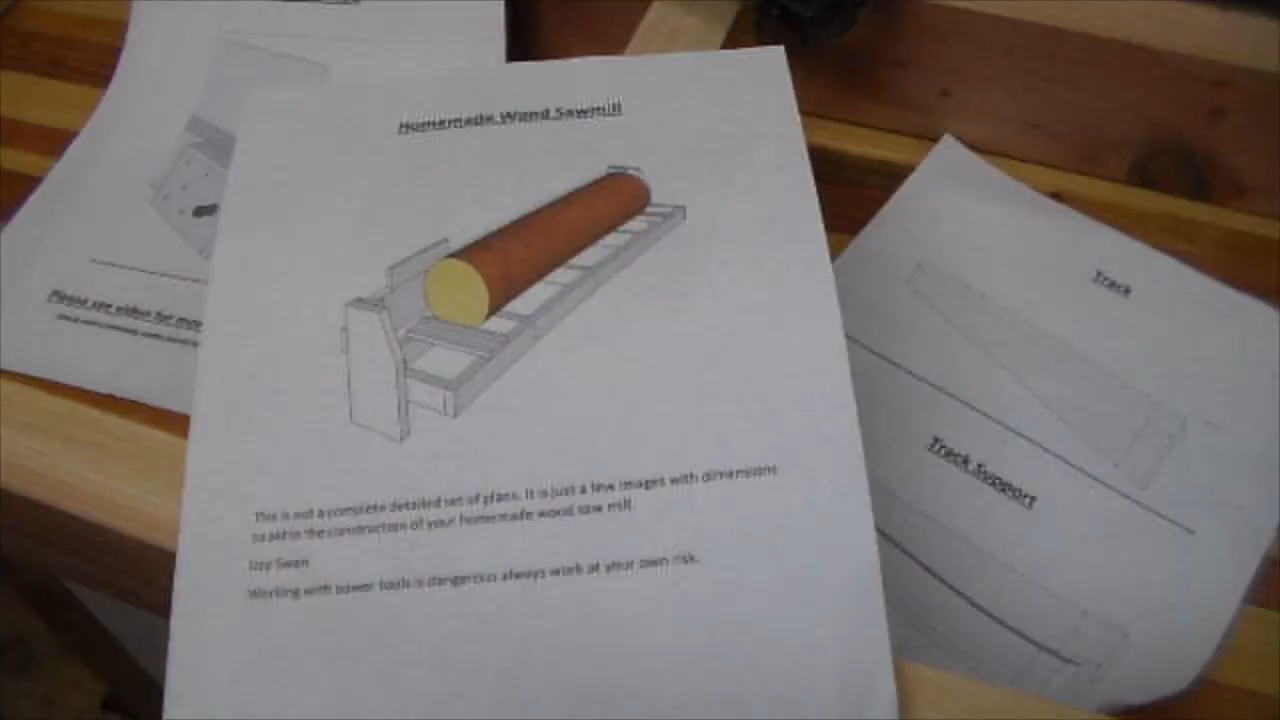 Homemade Wood Sawmill
This is not a complete detailed set of plans. It is just a few images with dimensions
to aid in the construction of your homemade wood saw mill.
Izzy Swan
Working with power tools is dangerous always work at your own risk.
Please see video for more
Track
Track Support